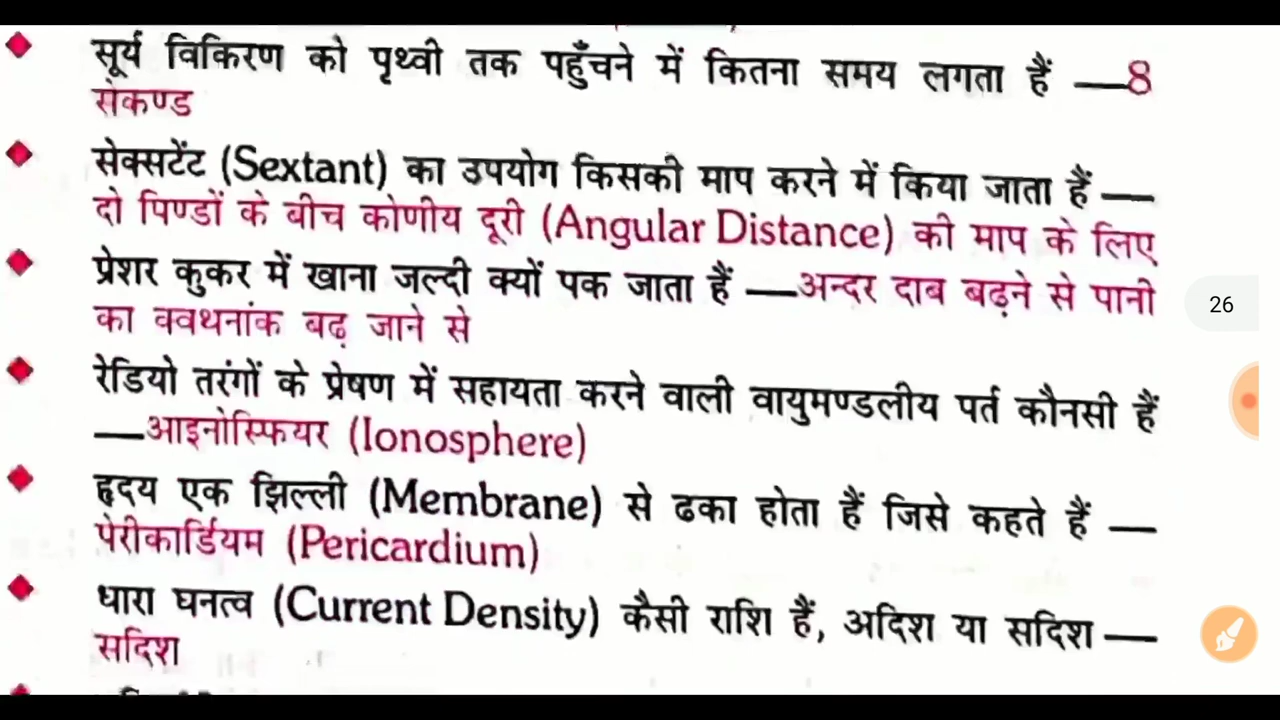 सूर्य विकिरण को पृथ्वी तक पहुँचने में कितना समय लगता हैं —8
सेकण्ड
सेक्सटेंट (Sextant) का उपयोग किसकी माप करने में किया जाता हैं —
दो पिण्डों के बीच कोणीय दूरी (Angular Distance) की माप के लिए
प्रेशर कुकर में खाना जल्दी क्यों पक जाता हैं —अन्दर दाब बढ़ने से पानी
का क्वथनांक बढ़ जाने से
26
रेडियो तरंगों के प्रेषण में सहायता करने वाली वायुमण्डलीय पर्त कौनसी हैं
—आइनोस्फियर (Ionosphere)
हृदय एक झिल्ली (Membrane) से ढका होता हैं जिसे कहते हैं —
पेरीकार्डियम (Pericardium)
धारा घनत्व (Current Density) कैसी राशि हैं, अदिश या सदिश —
सदिश